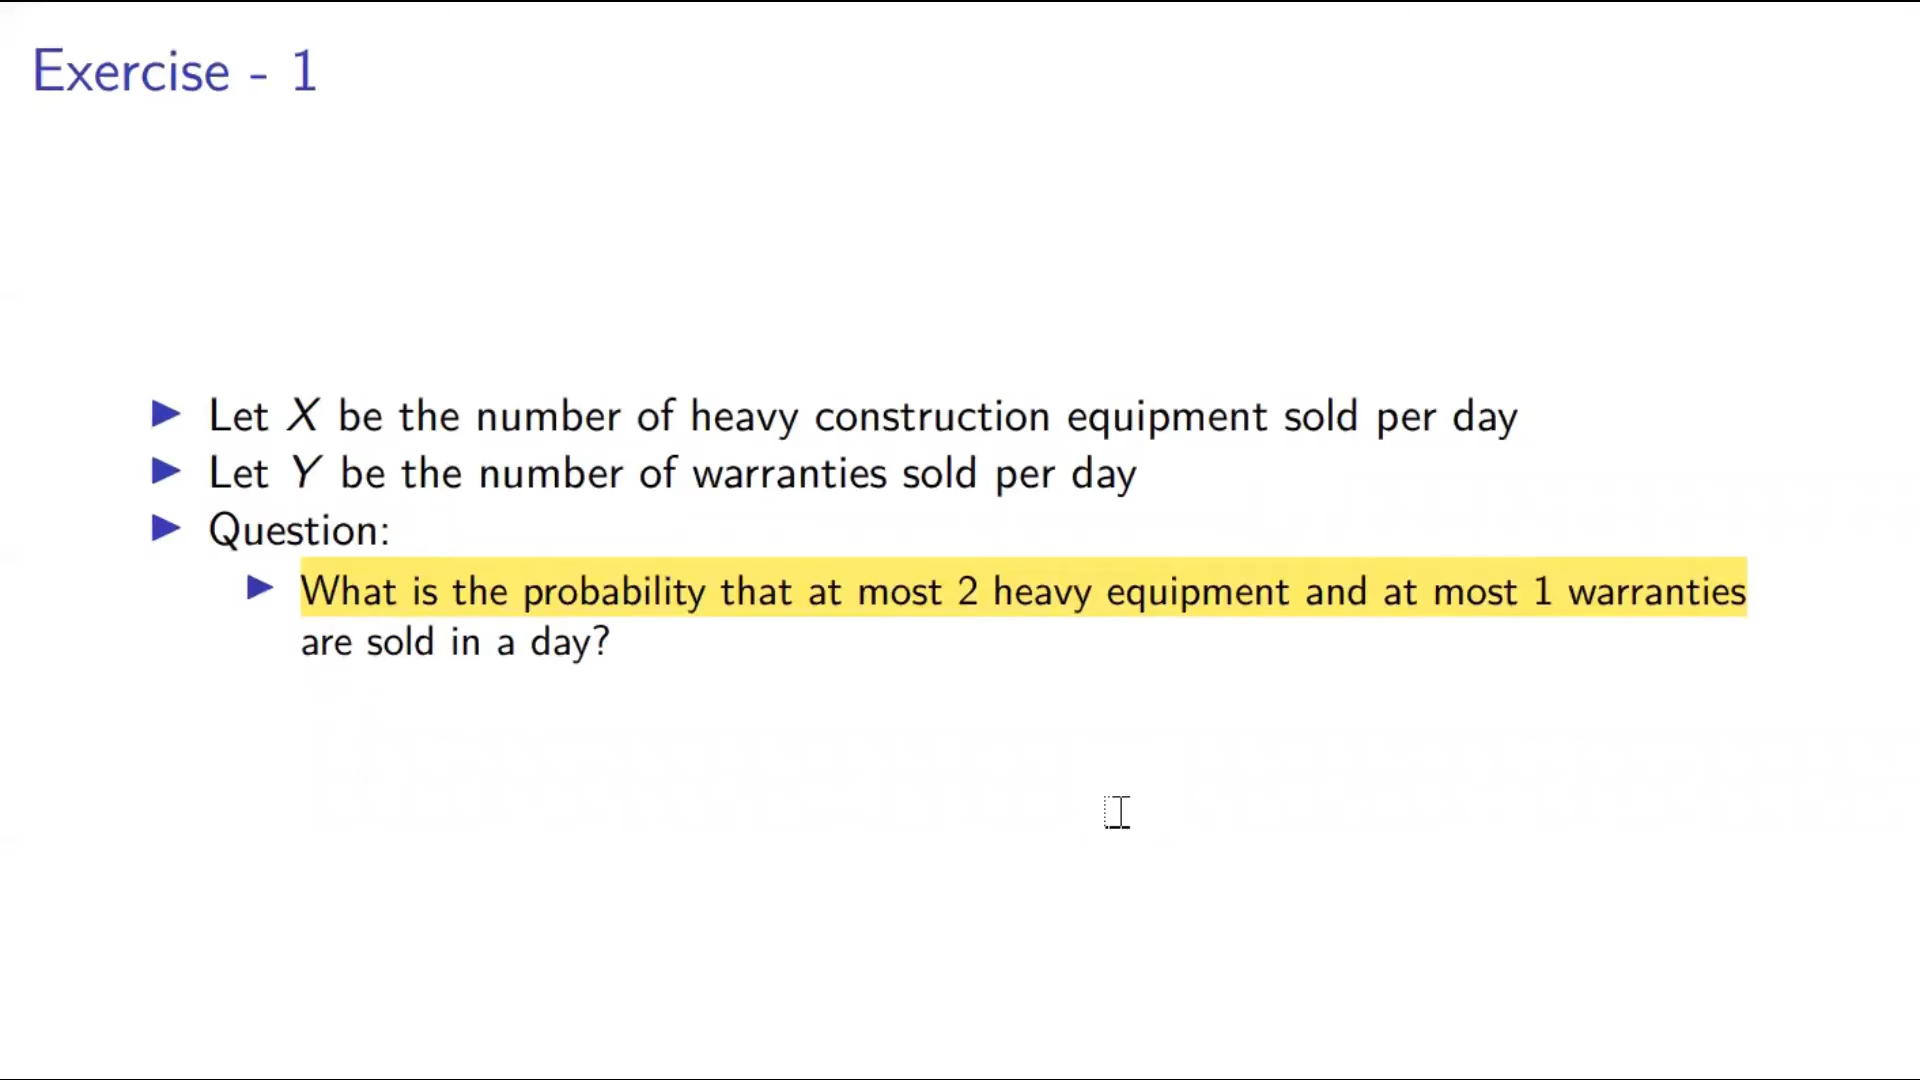 Exercise - 1
Let X be the number of heavy construction equipment sold per day
Let Y be the number of warranties sold per day
Question:
What is the probability that at most 2 heavy equipment and at most 1 warranties
are sold in a day?